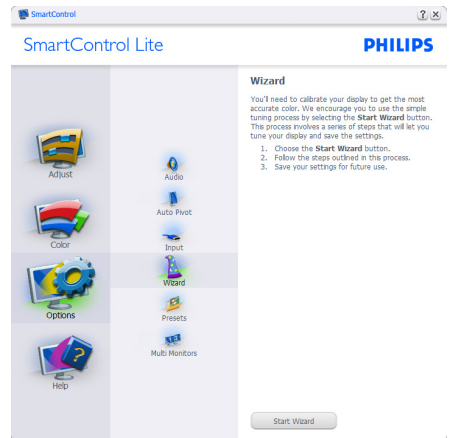 SmartControl
SmartControl Lite
PHILIPS
Adjust
Color
Options
Help
Audio
Auto Pivot
Input
Wizard
Presets
Multi Monitors
Wizard
You'll need to calibrate your display to get the most
accurate color. We encourage you to use the simple
tuning process by selecting the Start Wizard button.
This process involves a series of steps that will let you
tune your display and save the settings.
1. Choose the Start Wizard button.
2. Follow the steps outlined in this process.
3. Save your settings for future use.
Start Wizard